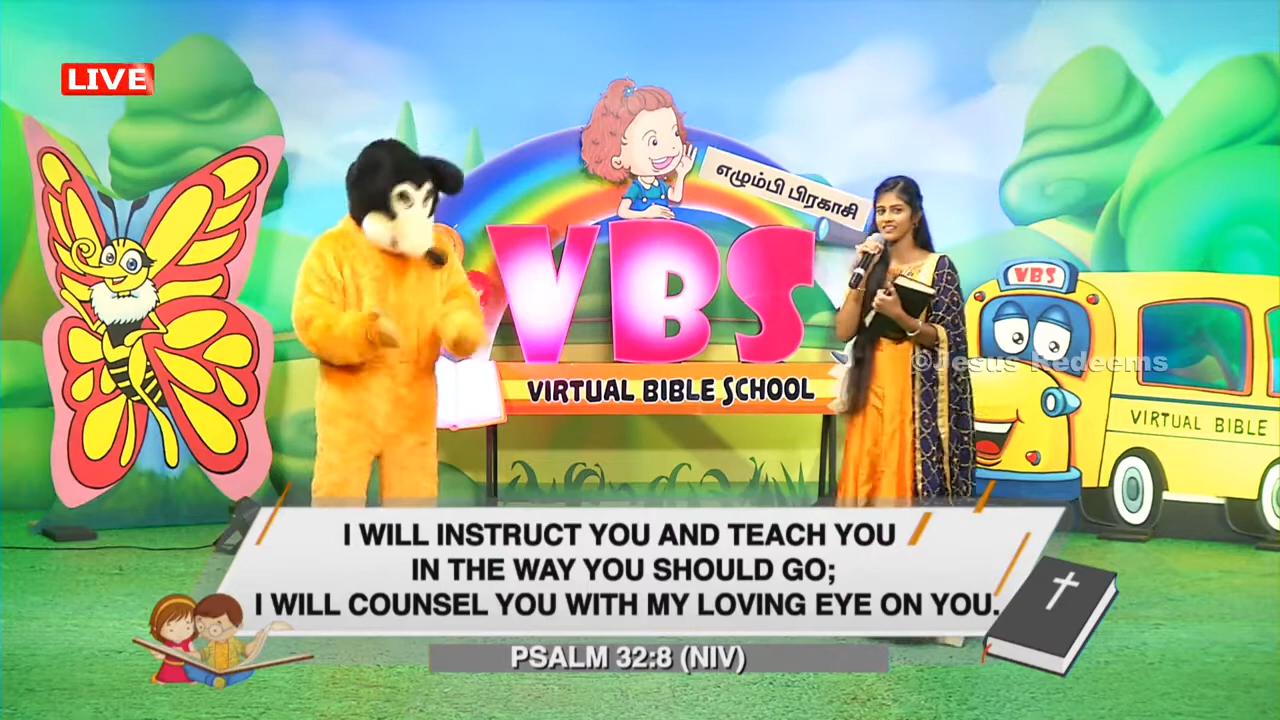 LIVE
எழும்பி பிரகாசி
VBS
VIRTUAL BIBLE SCHOOL
VBS
©Jesus Redeems
VIRTUAL BIBLE
I WILL INSTRUCT YOU AND TEACH YOU
IN THE WAY YOU SHOULD GO;
I WILL COUNSEL YOU WITH MY LOVING EYE ON YOU.
PSALM 32:8 (NIV)